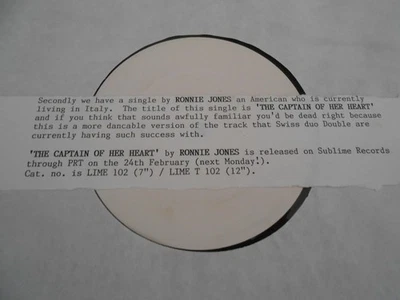 Secondly we have a single by RONNIE JONES an American who is currently
living in Italy. The title of this single is 'THE CAPTAIN OF HER HEART'
and if you think that sounds awfully familiar you'd be dead right because
this is a more dancable version of the track that Swiss duo Double are
currently having such success with.
'THE CAPTAIN OF HER HEART' by RONNIE JONES is released on Sublime Records
through PRT on the 24th February (next Monday!).
Cat. no. is LIME 102 (7") / LIME T 102 (12").